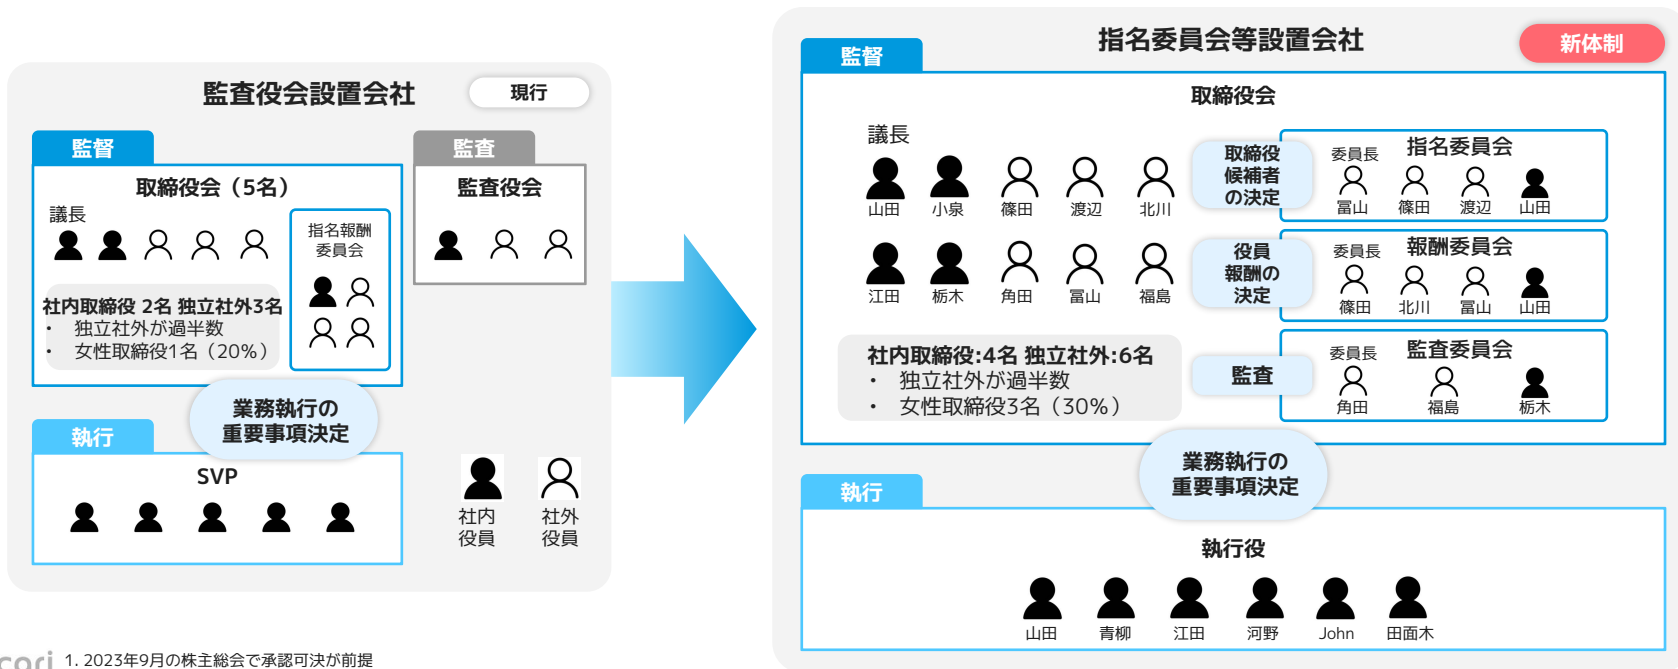 監査役会設置会社
現行
監督
取締役会（5名）
議長
指名報酬
委員会
社内取締役 2名 独立社外3名
・ 独立社外が過半数
・ 女性取締役1名（20%）
監査
監査役会
業務執行の
重要事項決定
執行
SVP
社内
役員
社外
役員
指名委員会等設置会社
新体制
監督
取締役会
議長
山田 小泉 篠田 渡辺 北川
江田 栃木 角田 冨山 福島
社内取締役:4名 独立社外:6名
・ 独立社外が過半数
・ 女性取締役3名（30%）
取締役
候補者
の決定
指名委員会
委員長
冨山 篠田 渡辺 山田
役員
報酬の
決定
報酬委員会
委員長
篠田 北川 冨山 山田
監査
監査委員会
委員長
角田 福島 栃木
業務執行の
重要事項決定
執行
執行役
山田 青柳 江田 河野 John 田面木
cari 1. 2023年9月の株主総会で承認可決が前提